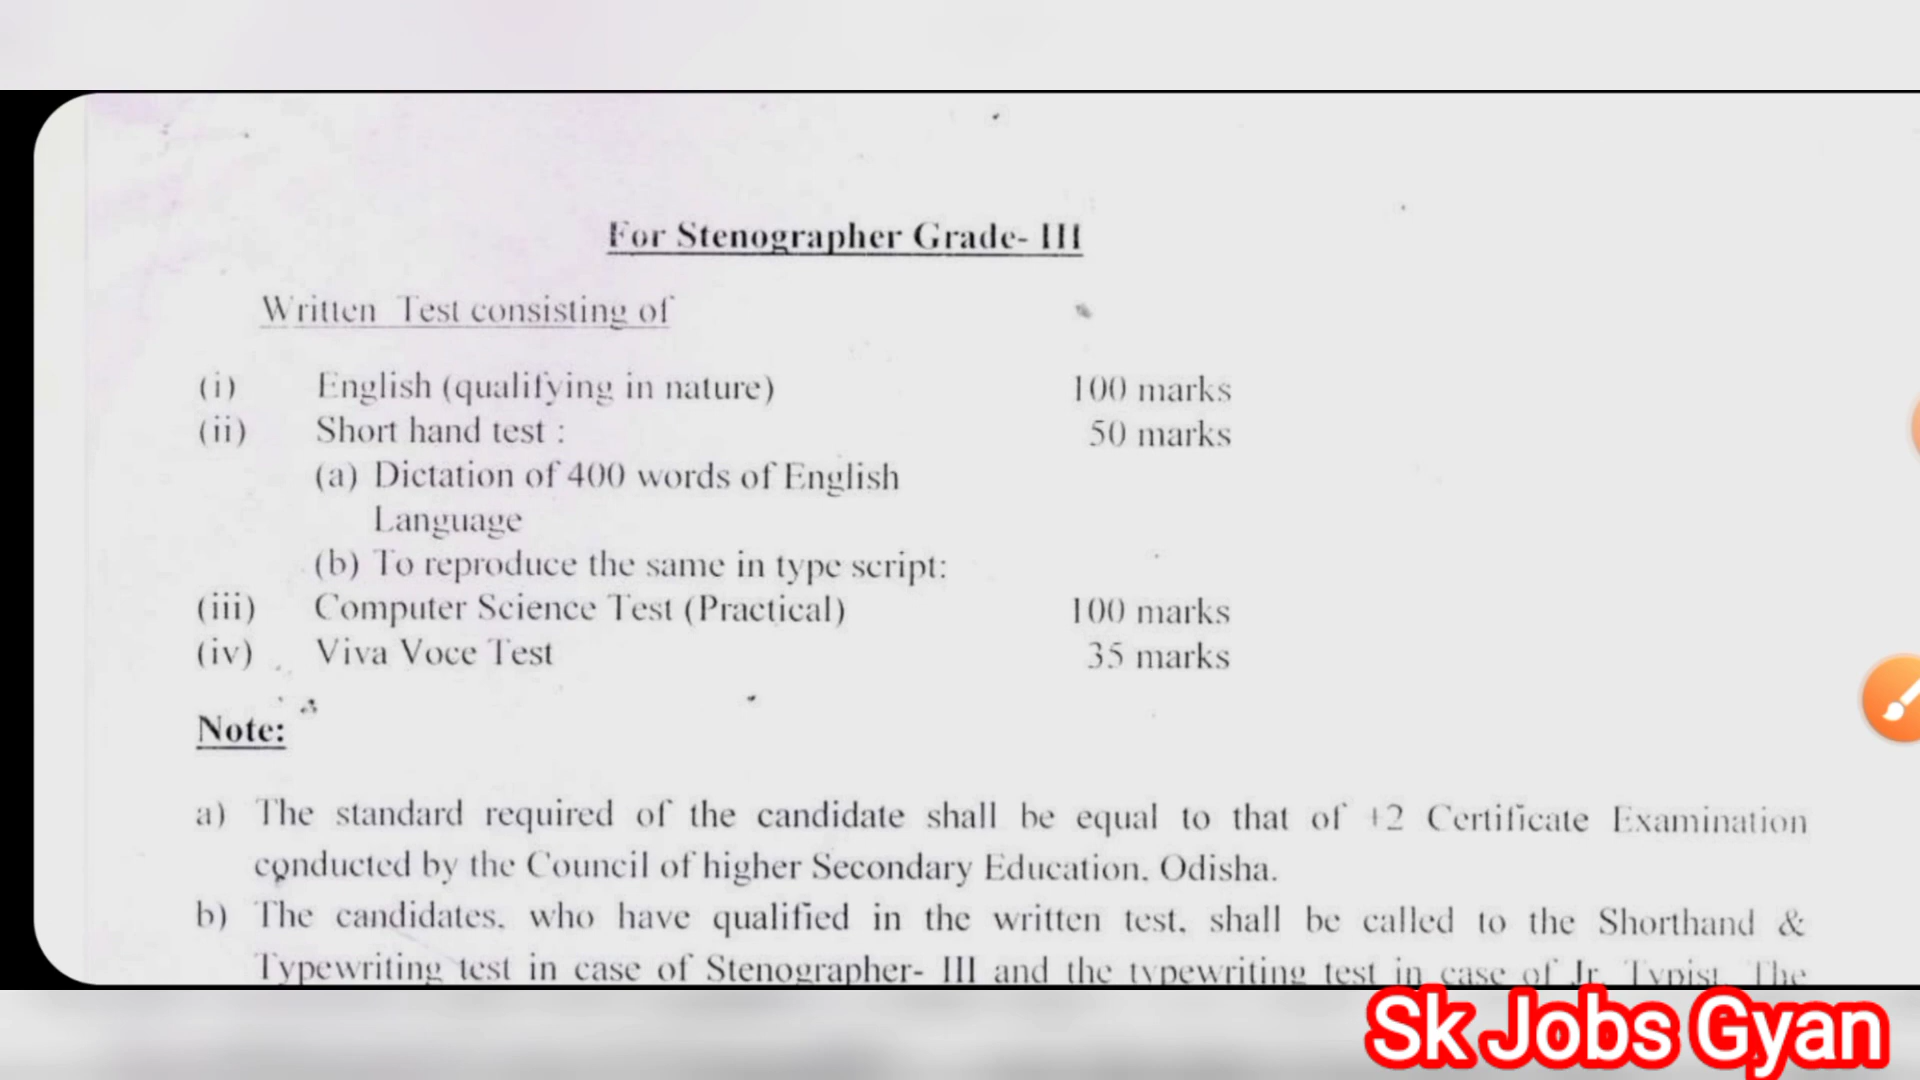 For Stenographer Grade- III
Written Test consisting of
(i) English (qualifying in nature) 100 marks
(ii) Short hand test : 50 marks
(a) Dictation of 400 words of English
Language
(b) To reproduce the same in type script:
(iii) Computer Science Test (Practical) 100 marks
(iv) Viva Voce Test 35 marks
Note:
a) The standard required of the candidate shall be equal to that of +2 Certificate Examination
conducted by the Council of higher Secondary Education, Odisha.
b) The candidates, who have qualified in the written test, shall be called to the Shorthand &
Typewriting test in case of Stenographer- III and the typewriting test in case of Jr. Typist. The
Sk Jobs Gyan